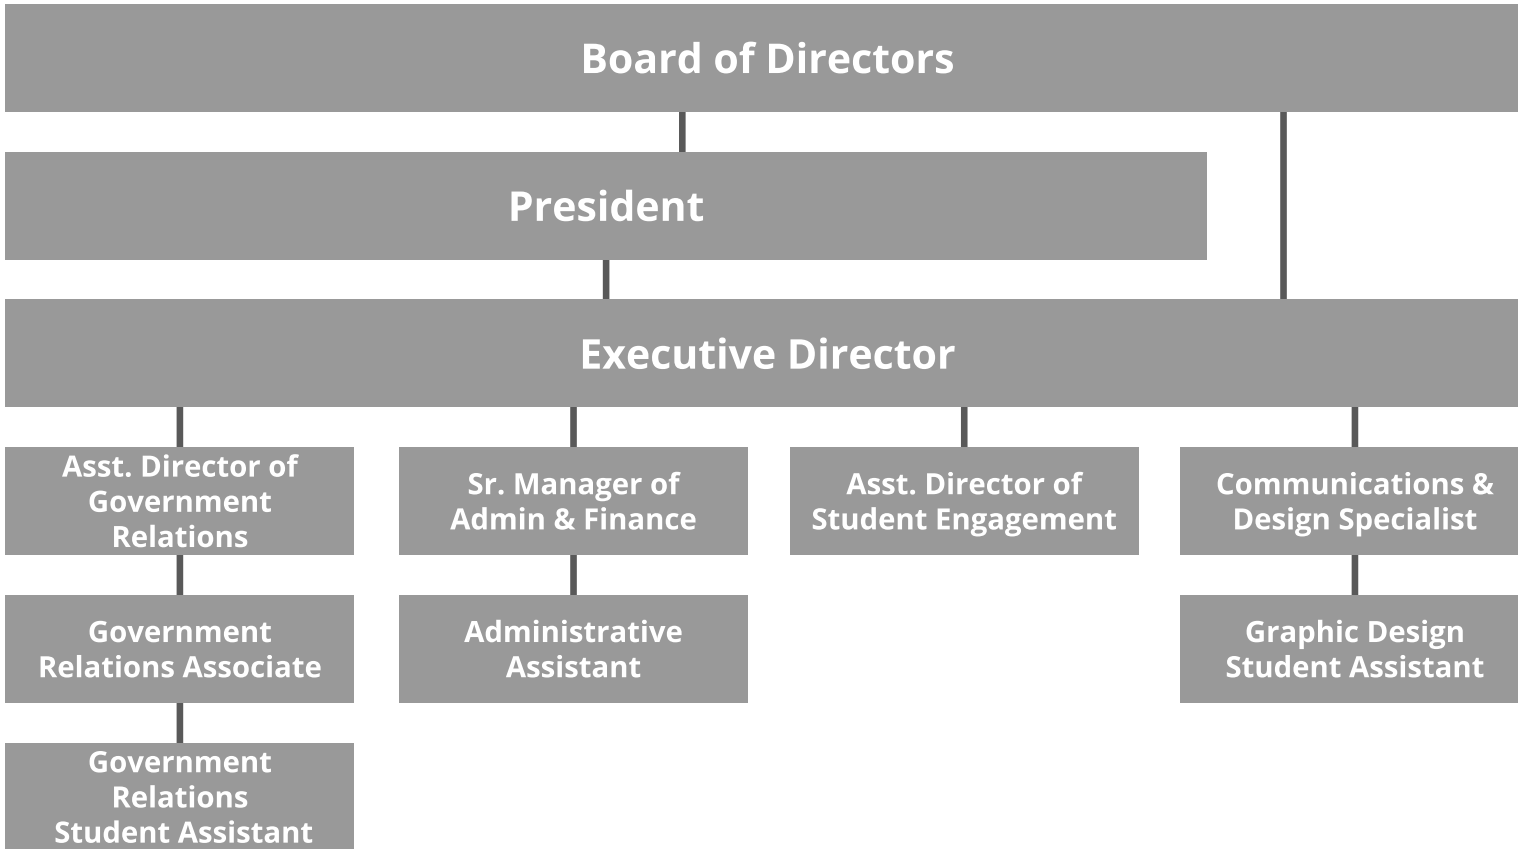 Board of Directors
President
Executive Director
Asst. Director of
Government
Relations
Sr. Manager of
Admin & Finance
Asst. Director of
Student Engagement
Communications &
Design Specialist
Government
Relations Associate
Administrative
Assistant
Graphic Design
Student Assistant
Government
Relations
Student Assistant